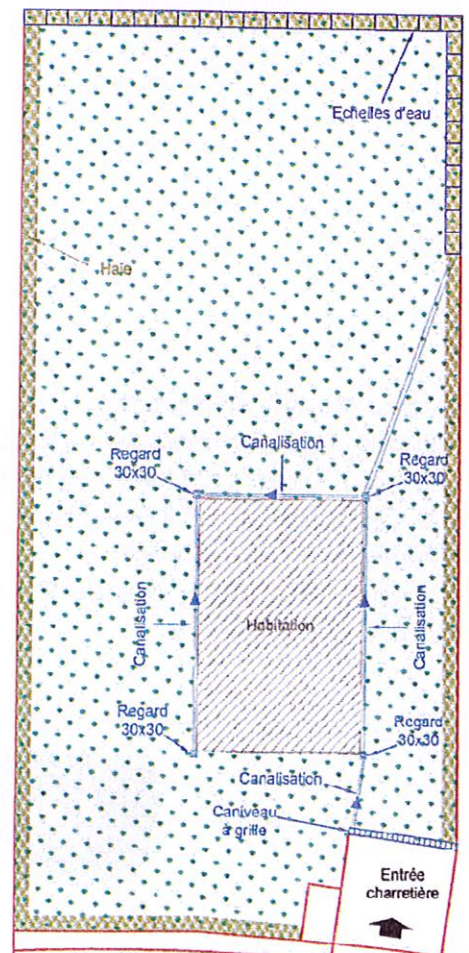 Echelles d'eau
Haie
Canalisation
Regard
30x30
Regard
30x30
Canalisation
Habitation
Canalisation
Regard
30x30
Regard
30x30
Canalisation
Caniveau
à grille
Entrée
charretière